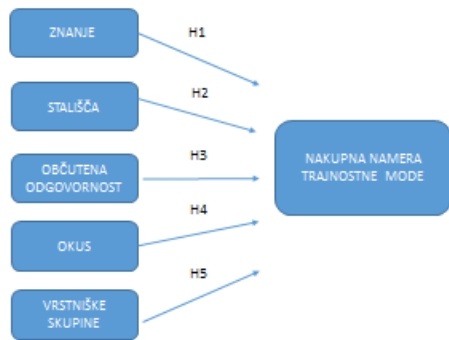 ZNANJE
H1
STALIŠČA
H2
OBČUTENA
ODGOVORNOST
H3
OKUS
H4
VRSTNIŠKE
SKUPINE
H5
NAKUPNA NAMERA
TRAJNOSTNE MODE